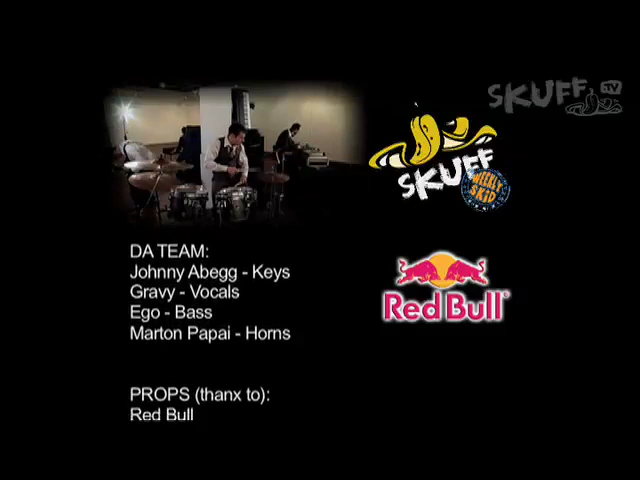 SKUFF TV
SKUFF
WEEKLY
SKID
DA TEAM:
Johnny Abegg - Keys
Gravy - Vocals
Ego - Bass
Marton Papai - Horns
Red Bull®
PROPS (thanx to):
Red Bull